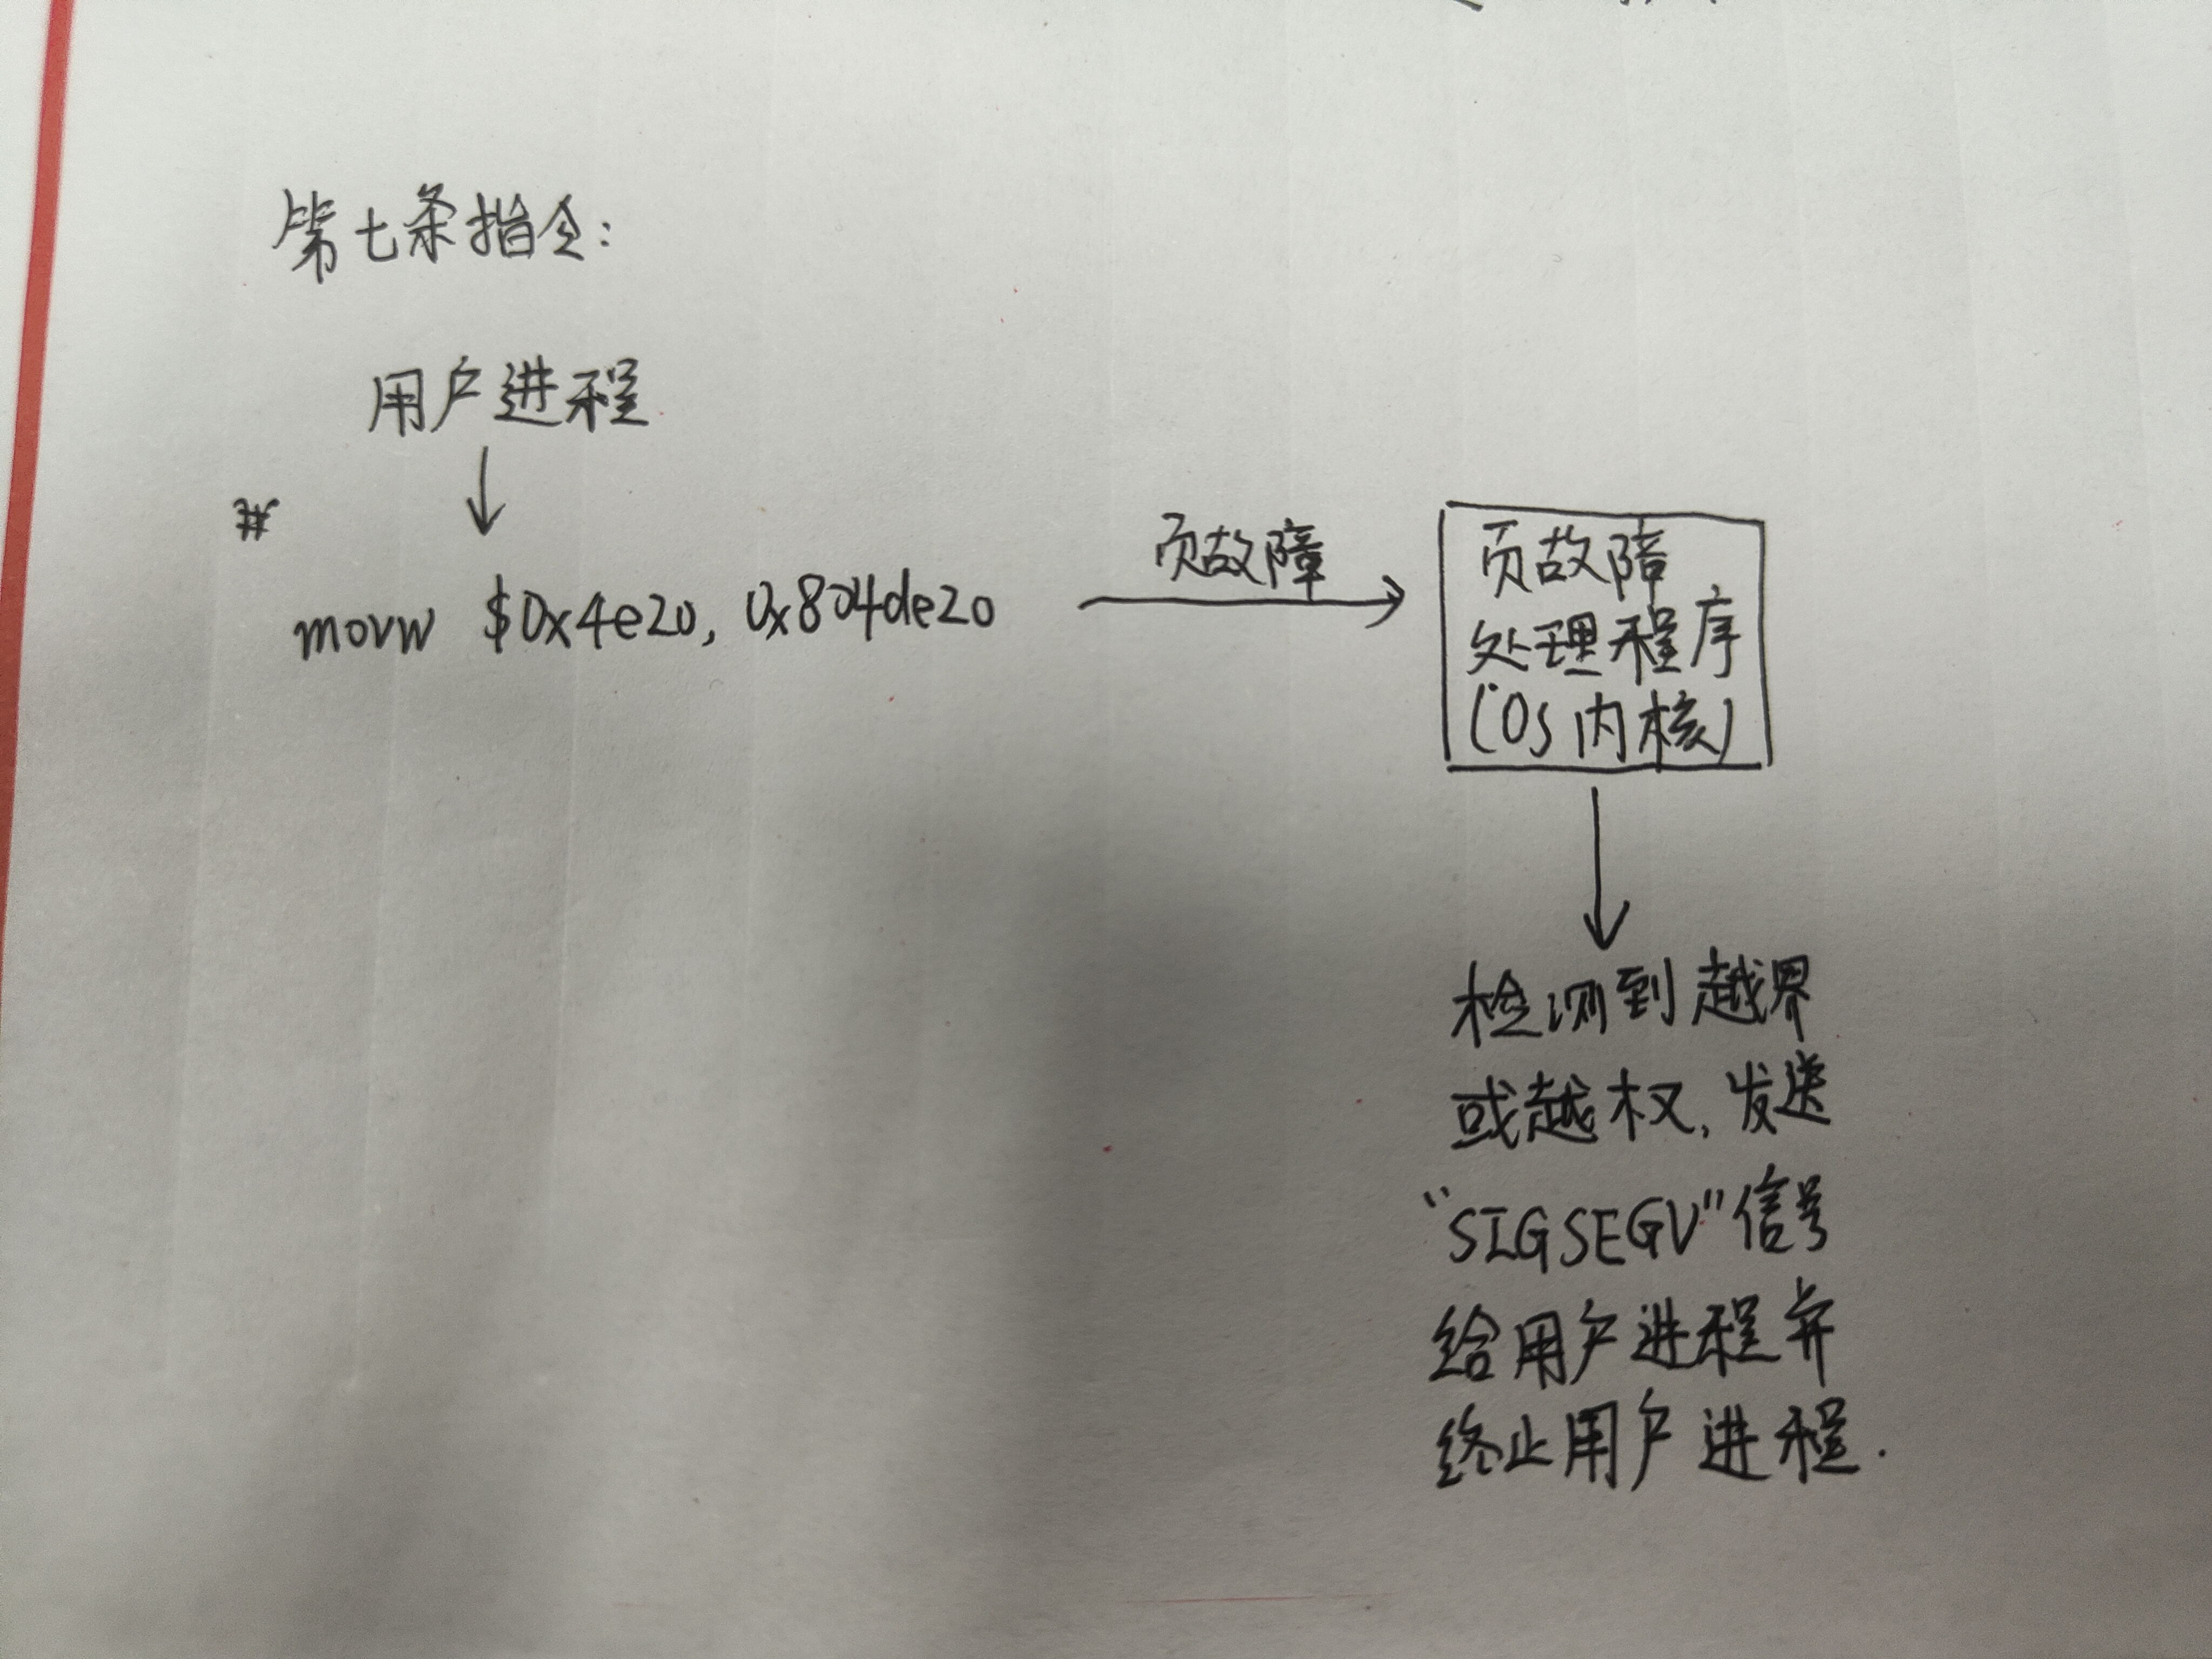 第七条指令:
用户进程
#
movw $0x4e20, 0x804de20
页故障
页故障
处理程序
(OS内核)
检测到越界
或越权, 发送
"SIGSEGV"信号
给用户进程并
终止用户进程.